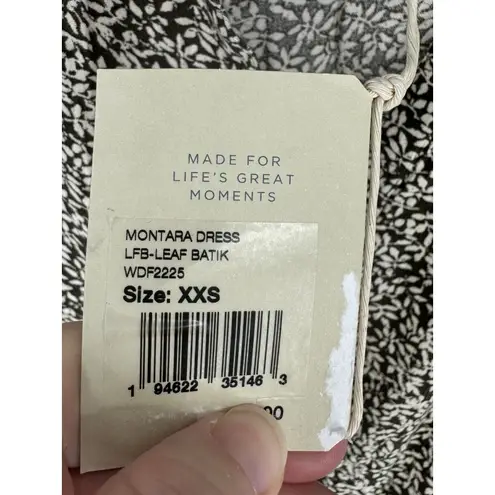 MADE FOR
LIFE'S GREAT
MOMENTS
MONTARA DRESS
LFB-LEAF BATIK
WDF2225
Size: XXS
1 94622 35146 3